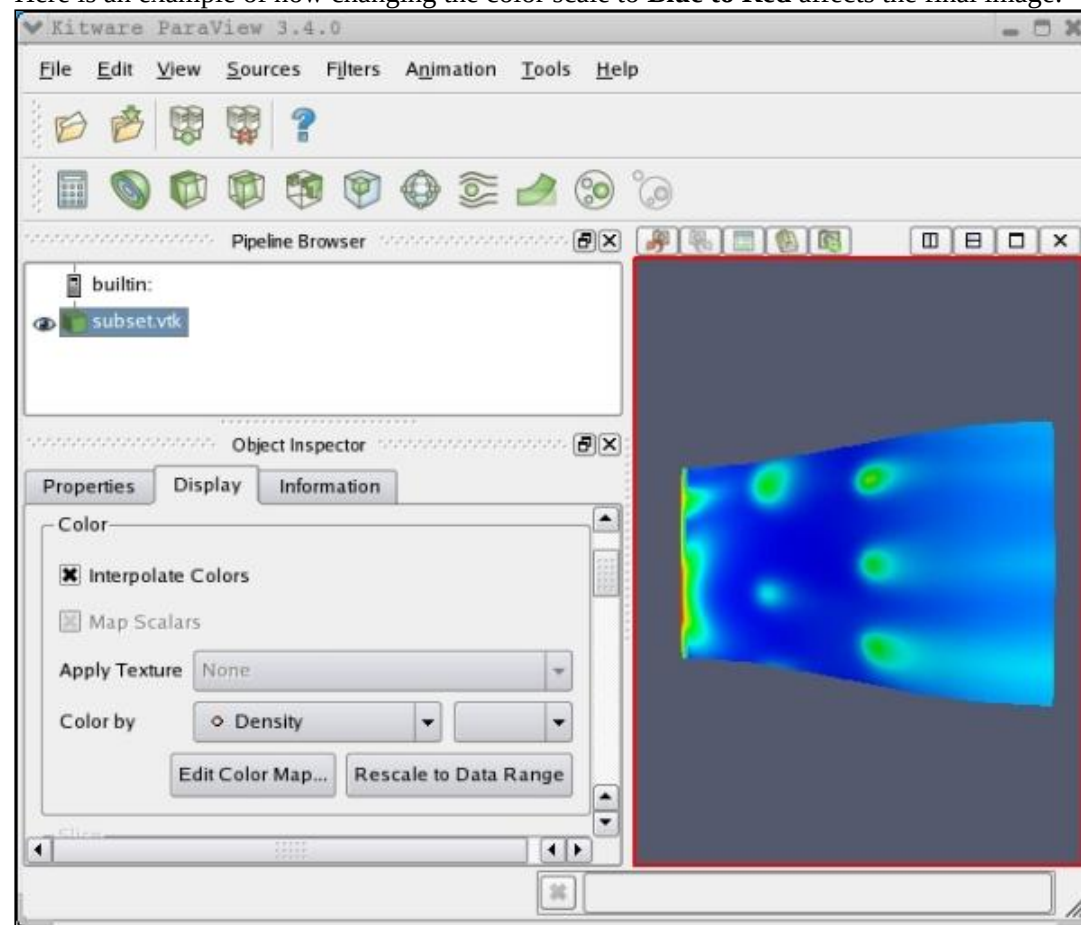 Here is an example of how changing the color scale to Blue to Red affects the final image.
Kitware ParaView 3.4.0
File Edit View Sources Filters Animation Tools Help
Pipeline Browser
builtin:
subset.vtk
Object Inspector
Properties Display Information
Color
Interpolate Colors
Map Scalars
Apply Texture None
Color by Density
Edit Color Map... Rescale to Data Range
Slice